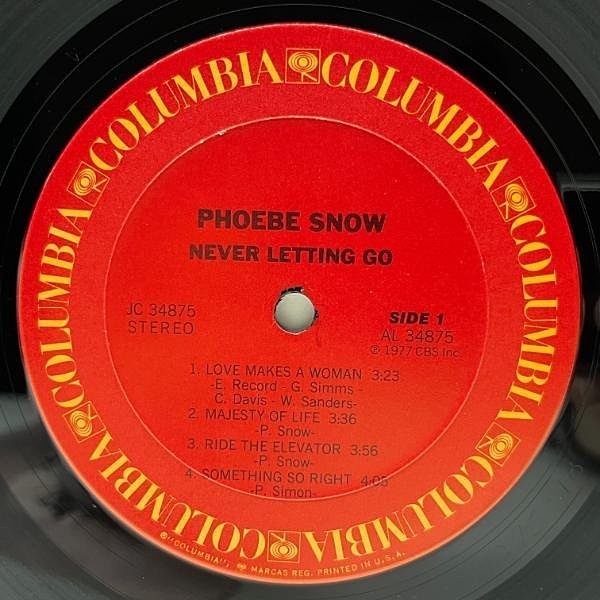 COLUMBIA COLUMBIA COLUMBIA COLUMBIA COLUMBIA COLUMBIA
PHOEBE SNOW
NEVER LETTING GO
JC 34875
STEREO
SIDE 1
AL 34875
℗ 1977 CBS Inc.
1. LOVE MAKES A WOMAN 3:23
-E. Record - G. Simms -
C. Davis - W. Sanders-
2. MAJESTY OF LIFE 3:36
-P. Snow-
3. RIDE THE ELEVATOR 3:56
-P. Snow-
4. SOMETHING SO RIGHT 4:05
-P. Simon-
®"COLUMBIA", MARCAS REG. PRINTED IN U.S.A.